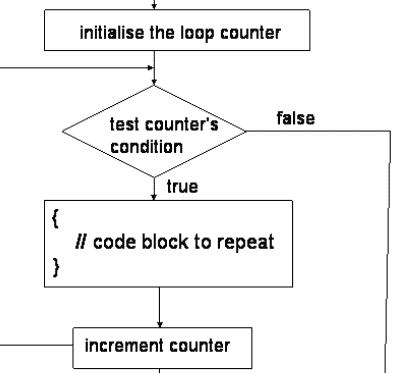 initialise the loop counter
test counter's
condition
false
true
{
// code block to repeat
}
increment counter